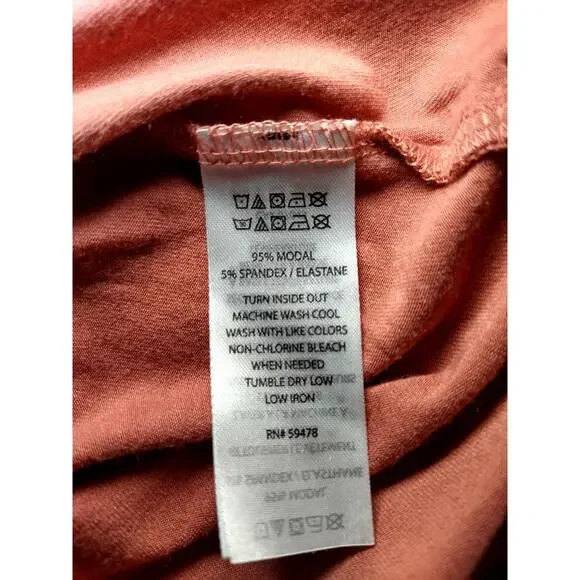 95% MODAL
5% SPANDEX / ELASTANE
TURN INSIDE OUT
MACHINE WASH COOL
WASH WITH LIKE COLORS
NON-CHLORINE BLEACH
WHEN NEEDED
TUMBLE DRY LOW
LOW IRON
RN# 59478